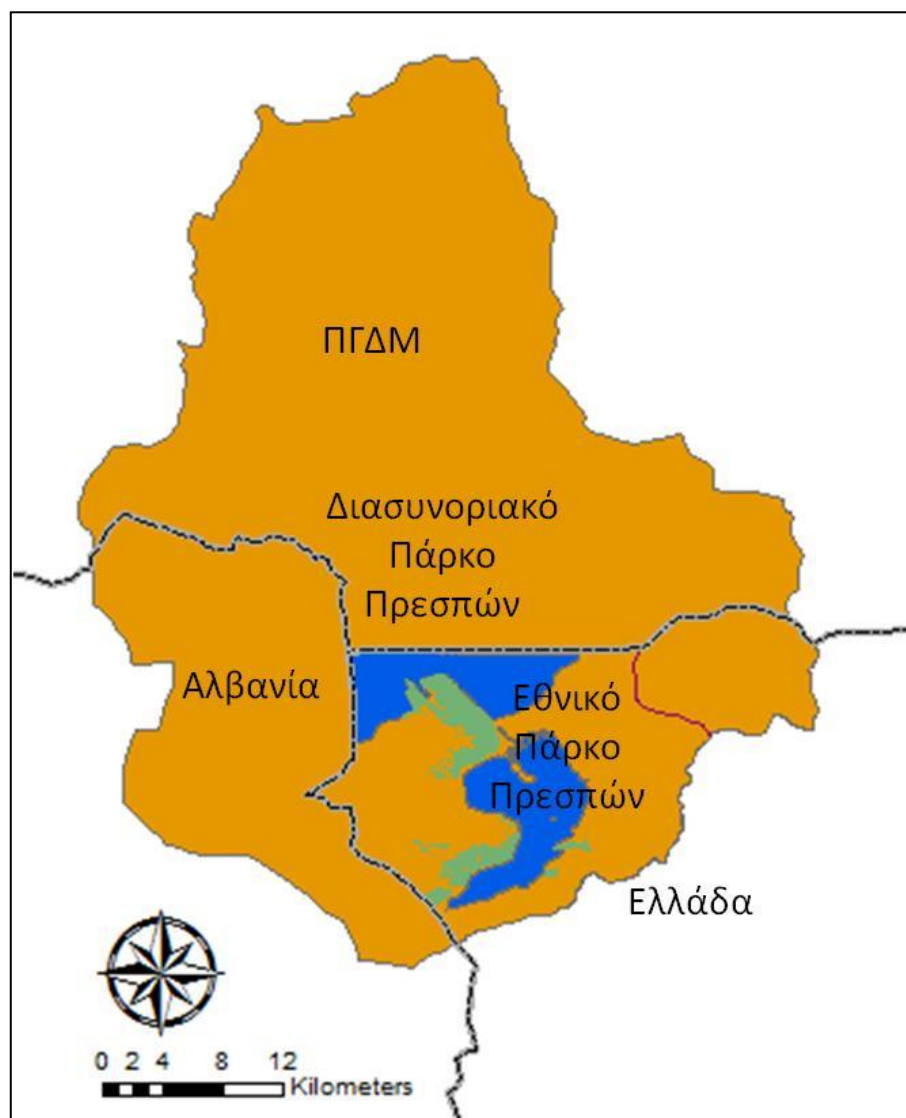 ΠΓΔΜ
Διασυνοριακό
Πάρκο
Πρεσπών
Αλβανία
Εθνικό
Πάρκο
Πρεσπών
Ελλάδα
0 2 4 8 12
Kilometers